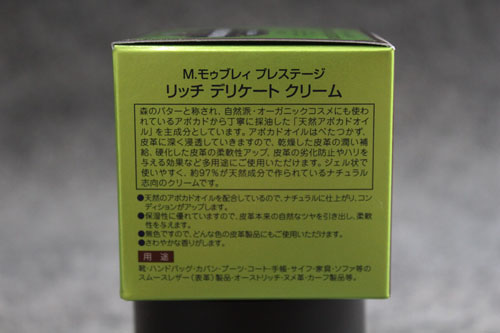 M.モゥブレィ プレステージ
リッチ デリケート クリーム
森のバターと称され、自然派・オーガニックコスメにも使わ
れているアボカドから丁寧に採油した「天然アボカドオイ
ル」を主成分としています。アボカドオイルはべたつかず、
皮革に深く浸透していきますので、乾燥した皮革の潤い補
給、硬化した皮革の柔軟性アップ、皮革の劣化防止やハリを
与える効果など多用途にご使用いただけます。ジェル状で
使いやすく、約97%が天然成分で作られているナチュラル
志向のクリームです。
●天然のアボカドオイルを配合しているので、ナチュラルに仕上がり、コン
ディションがアップします。
●保湿性に優れていますので、皮革本来の自然なツヤを引き出し、柔軟
性を与えます。
●無色ですので、どんな色の皮革製品にもご使用いただけます。
●さわやかな香りがします。
用途
靴・ハンドバッグ・カバン・ブーツ・コート・手帳・サイフ・家具・ソファ等の
スムースレザー(表革)製品・オーストリッチ・ヌメ革・カーフ製品等。